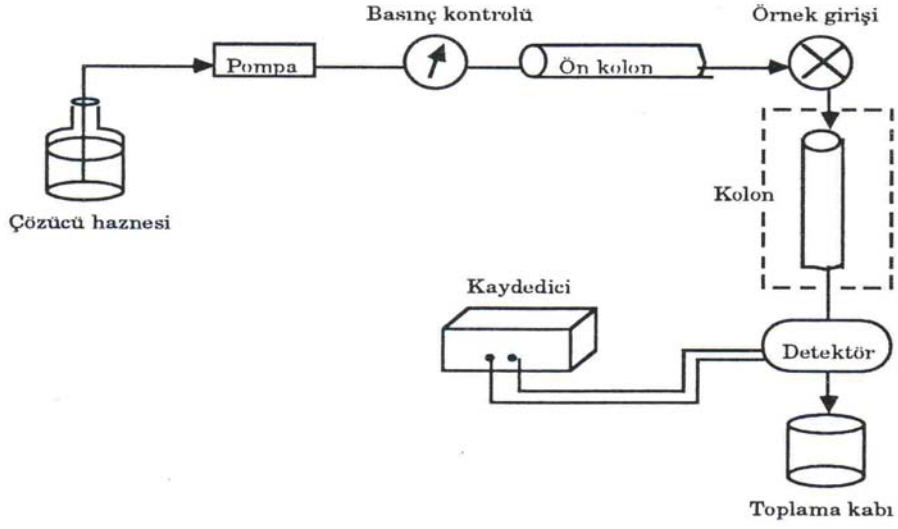 Basınç kontrolü
Örnek girişi
Pompa
Ön kolon
Çözücü haznesi
Kolon
Kaydedici
Detektör
Toplama kabı